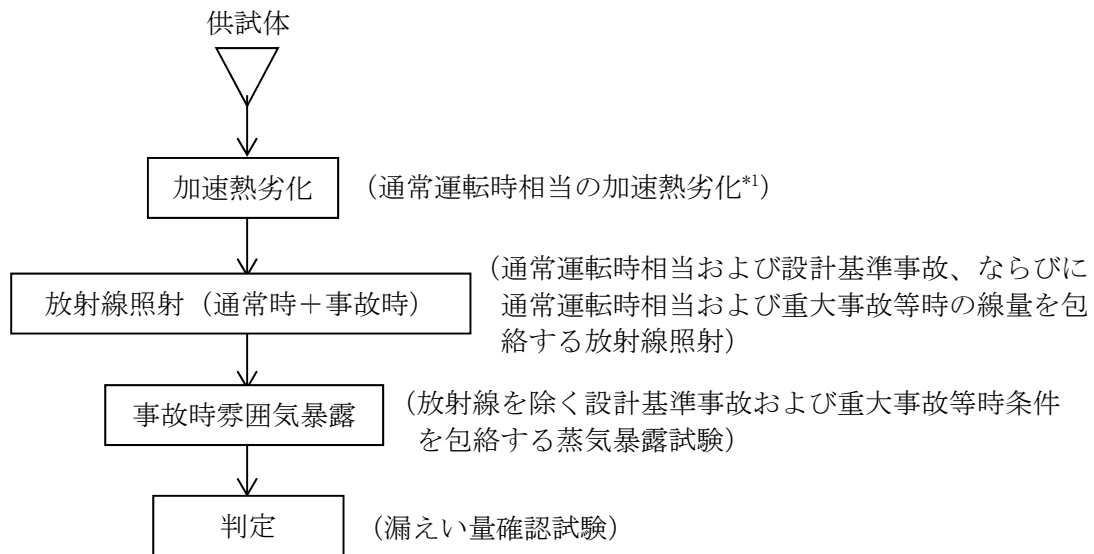 供試体
加速熱劣化
（通常運転時相当の加速熱劣化*1）
放射線照射（通常時＋事故時）
（通常運転時相当および設計基準事故、ならびに
通常運転時相当および重大事故等時の線量を包
絡する放射線照射）
事故時雰囲気暴露
（放射線を除く設計基準事故および重大事故等時条件
を包絡する蒸気暴露試験）
判定
（漏えい量確認試験）